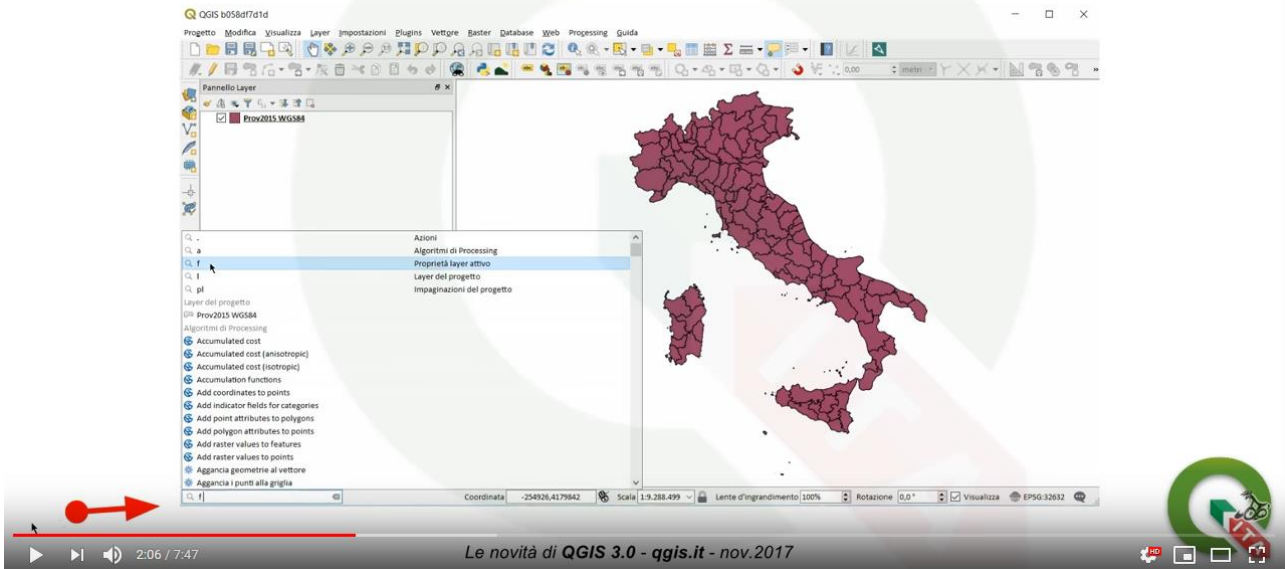 QGIS b058df7d1d
Progetto Modifica Visualizza Layer Impostazioni Plugins Vettore Raster Database Web Processing Guida
0,00 metri
Pannello Layer
Prov2015 WGS84
. Azioni
a Algoritmi di Processing
f Proprietà layer attivo
l Layer del progetto
pl Impaginazioni del progetto
Layer del progetto
Prov2015 WGS84
Algoritmi di Processing
Accumulated cost
Accumulated cost (anisotropic)
Accumulated cost (isotropic)
Accumulation functions
Add coordinates to points
Add indicator fields for categories
Add point attributes to polygons
Add polygon attributes to points
Add raster values to features
Add raster values to points
Aggancia geometrie al vettore
Aggancia i punti alla griglia
f Coordinata -254926,4179842 Scala 1:9.288.499 Lente d'ingrandimento 100% Rotazione 0,0° Visualizza EPSG:32632
2:06 / 7:47 Le novità di QGIS 3.0 - qgis.it - nov.2017 HD
ITA